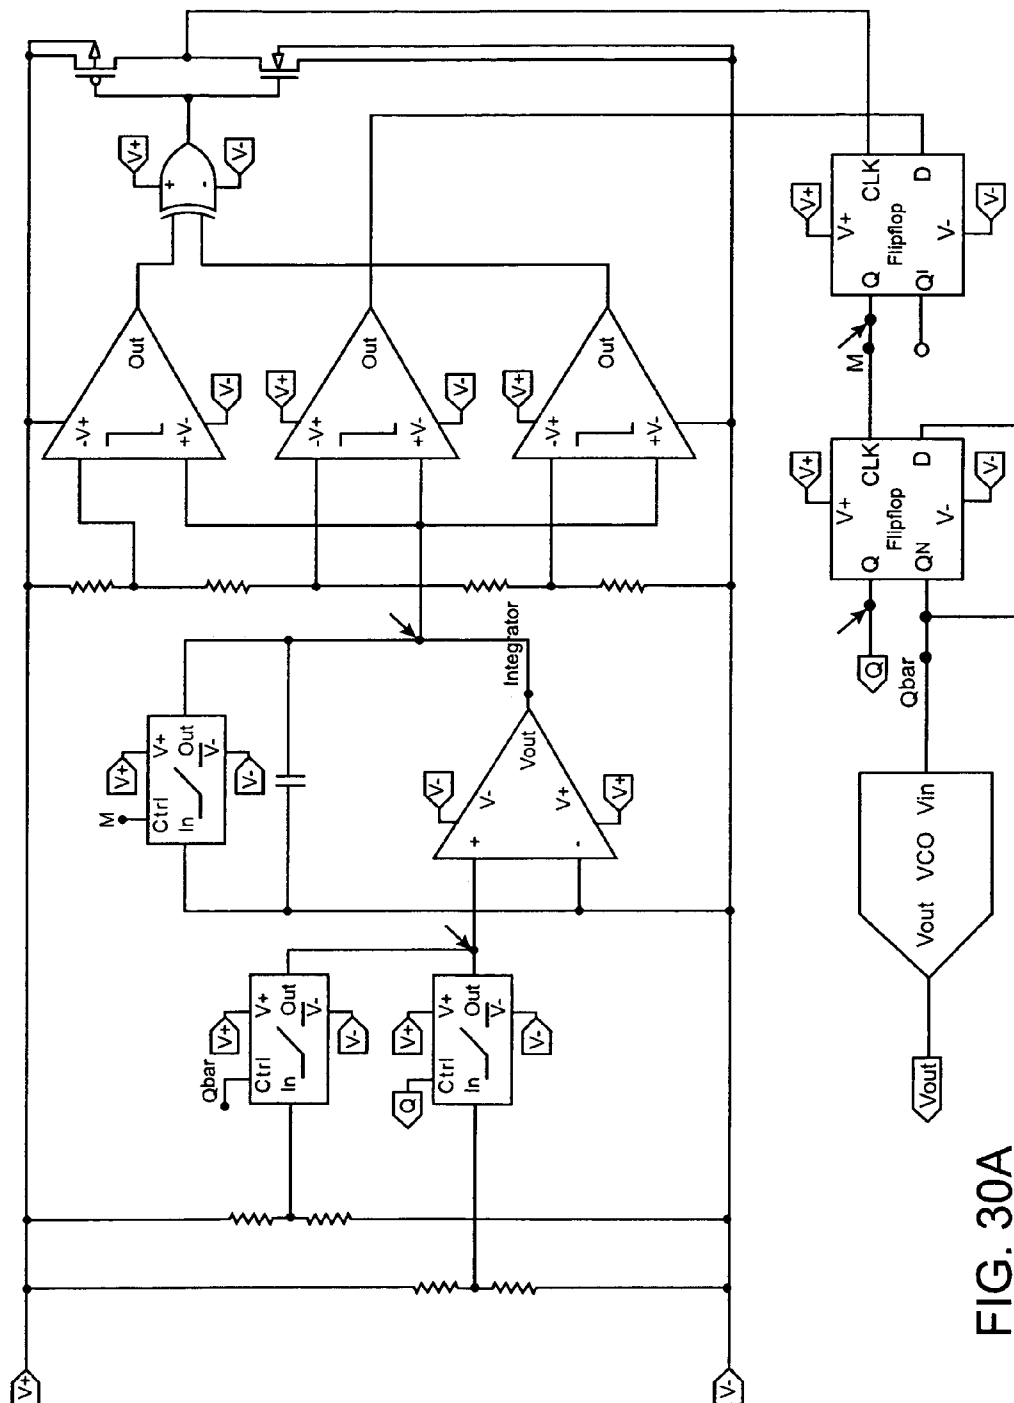 V+
V-
Qbar
Ctrl
In
V+
Out
V-
V+
V-
Q
Ctrl
In
V+
Out
V-
V+
V-
M
Ctrl
In
V+
Out
V-
V+
V-
+
-
V-
V+
Vout
V-
V+
Integrator
-V+
+V-
Out
V-
-V+
+V-
Out
V+
V-
-V+
+V-
Out
V+
+
-
V+
V-
Vout
Vout VCO Vin
Qbar
Q
Q
V+
CLK
Flipflop
QN
V-
D
V+
V-
M
Q
V+
CLK
Flipflop
QI
V-
D
V+
V-
FIG. 30A